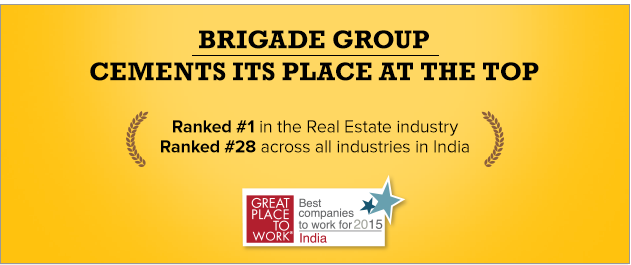 BRIGADE GROUP
CEMENTS ITS PLACE AT THE TOP
Ranked #1 in the Real Estate industry
Ranked #28 across all industries in India
GREAT
PLACE
TO
WORK®
Best
companies
to work for 2015
India